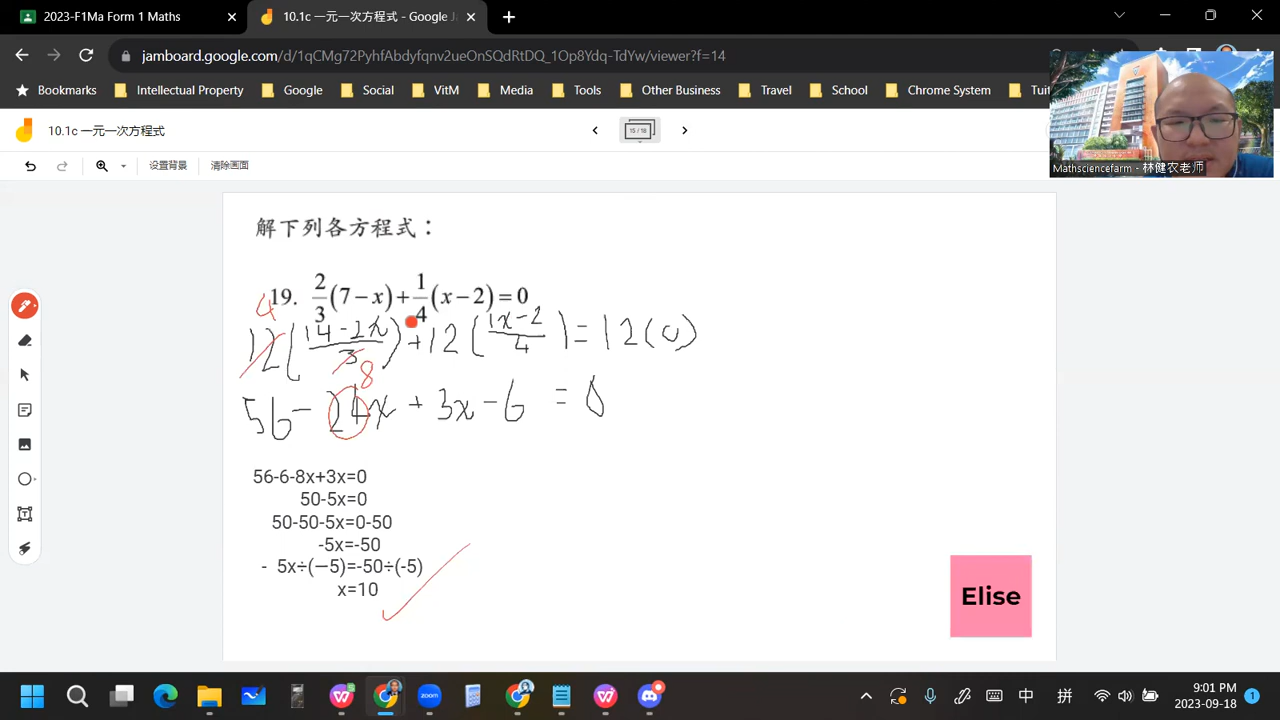 2023-F1Ma Form 1 Maths
10.1c 一元一次方程式 - Google Ja
jamboard.google.com/d/1qCMg72PyhfAbdyfqnv2ueOnSOdRtDO_1Op8Ydq-TdYw/viewer?f=14
Bookmarks Intellectual Property Google Social VitM Media Tools Other Business Travel School Chrome System Tuit
10.1c 一元一次方程式
15 / 18
设置背景 清除画面
Mathsciencefarm - 林健农老师
解下列各方程式：
19. 2/3(7−x)+1/4(x−2)=0
4
12(14-2x/3)+12(1x-2/4)=12(0)
8
56-24x+3x-6=0
56-6-8x+3x=0
50-5x=0
50-50-5x=0-50
-5x=-50
- 5x÷(−5)=-50÷(-5)
x=10
Elise
中 拼 9:01 PM
2023-09-18 1
zoom